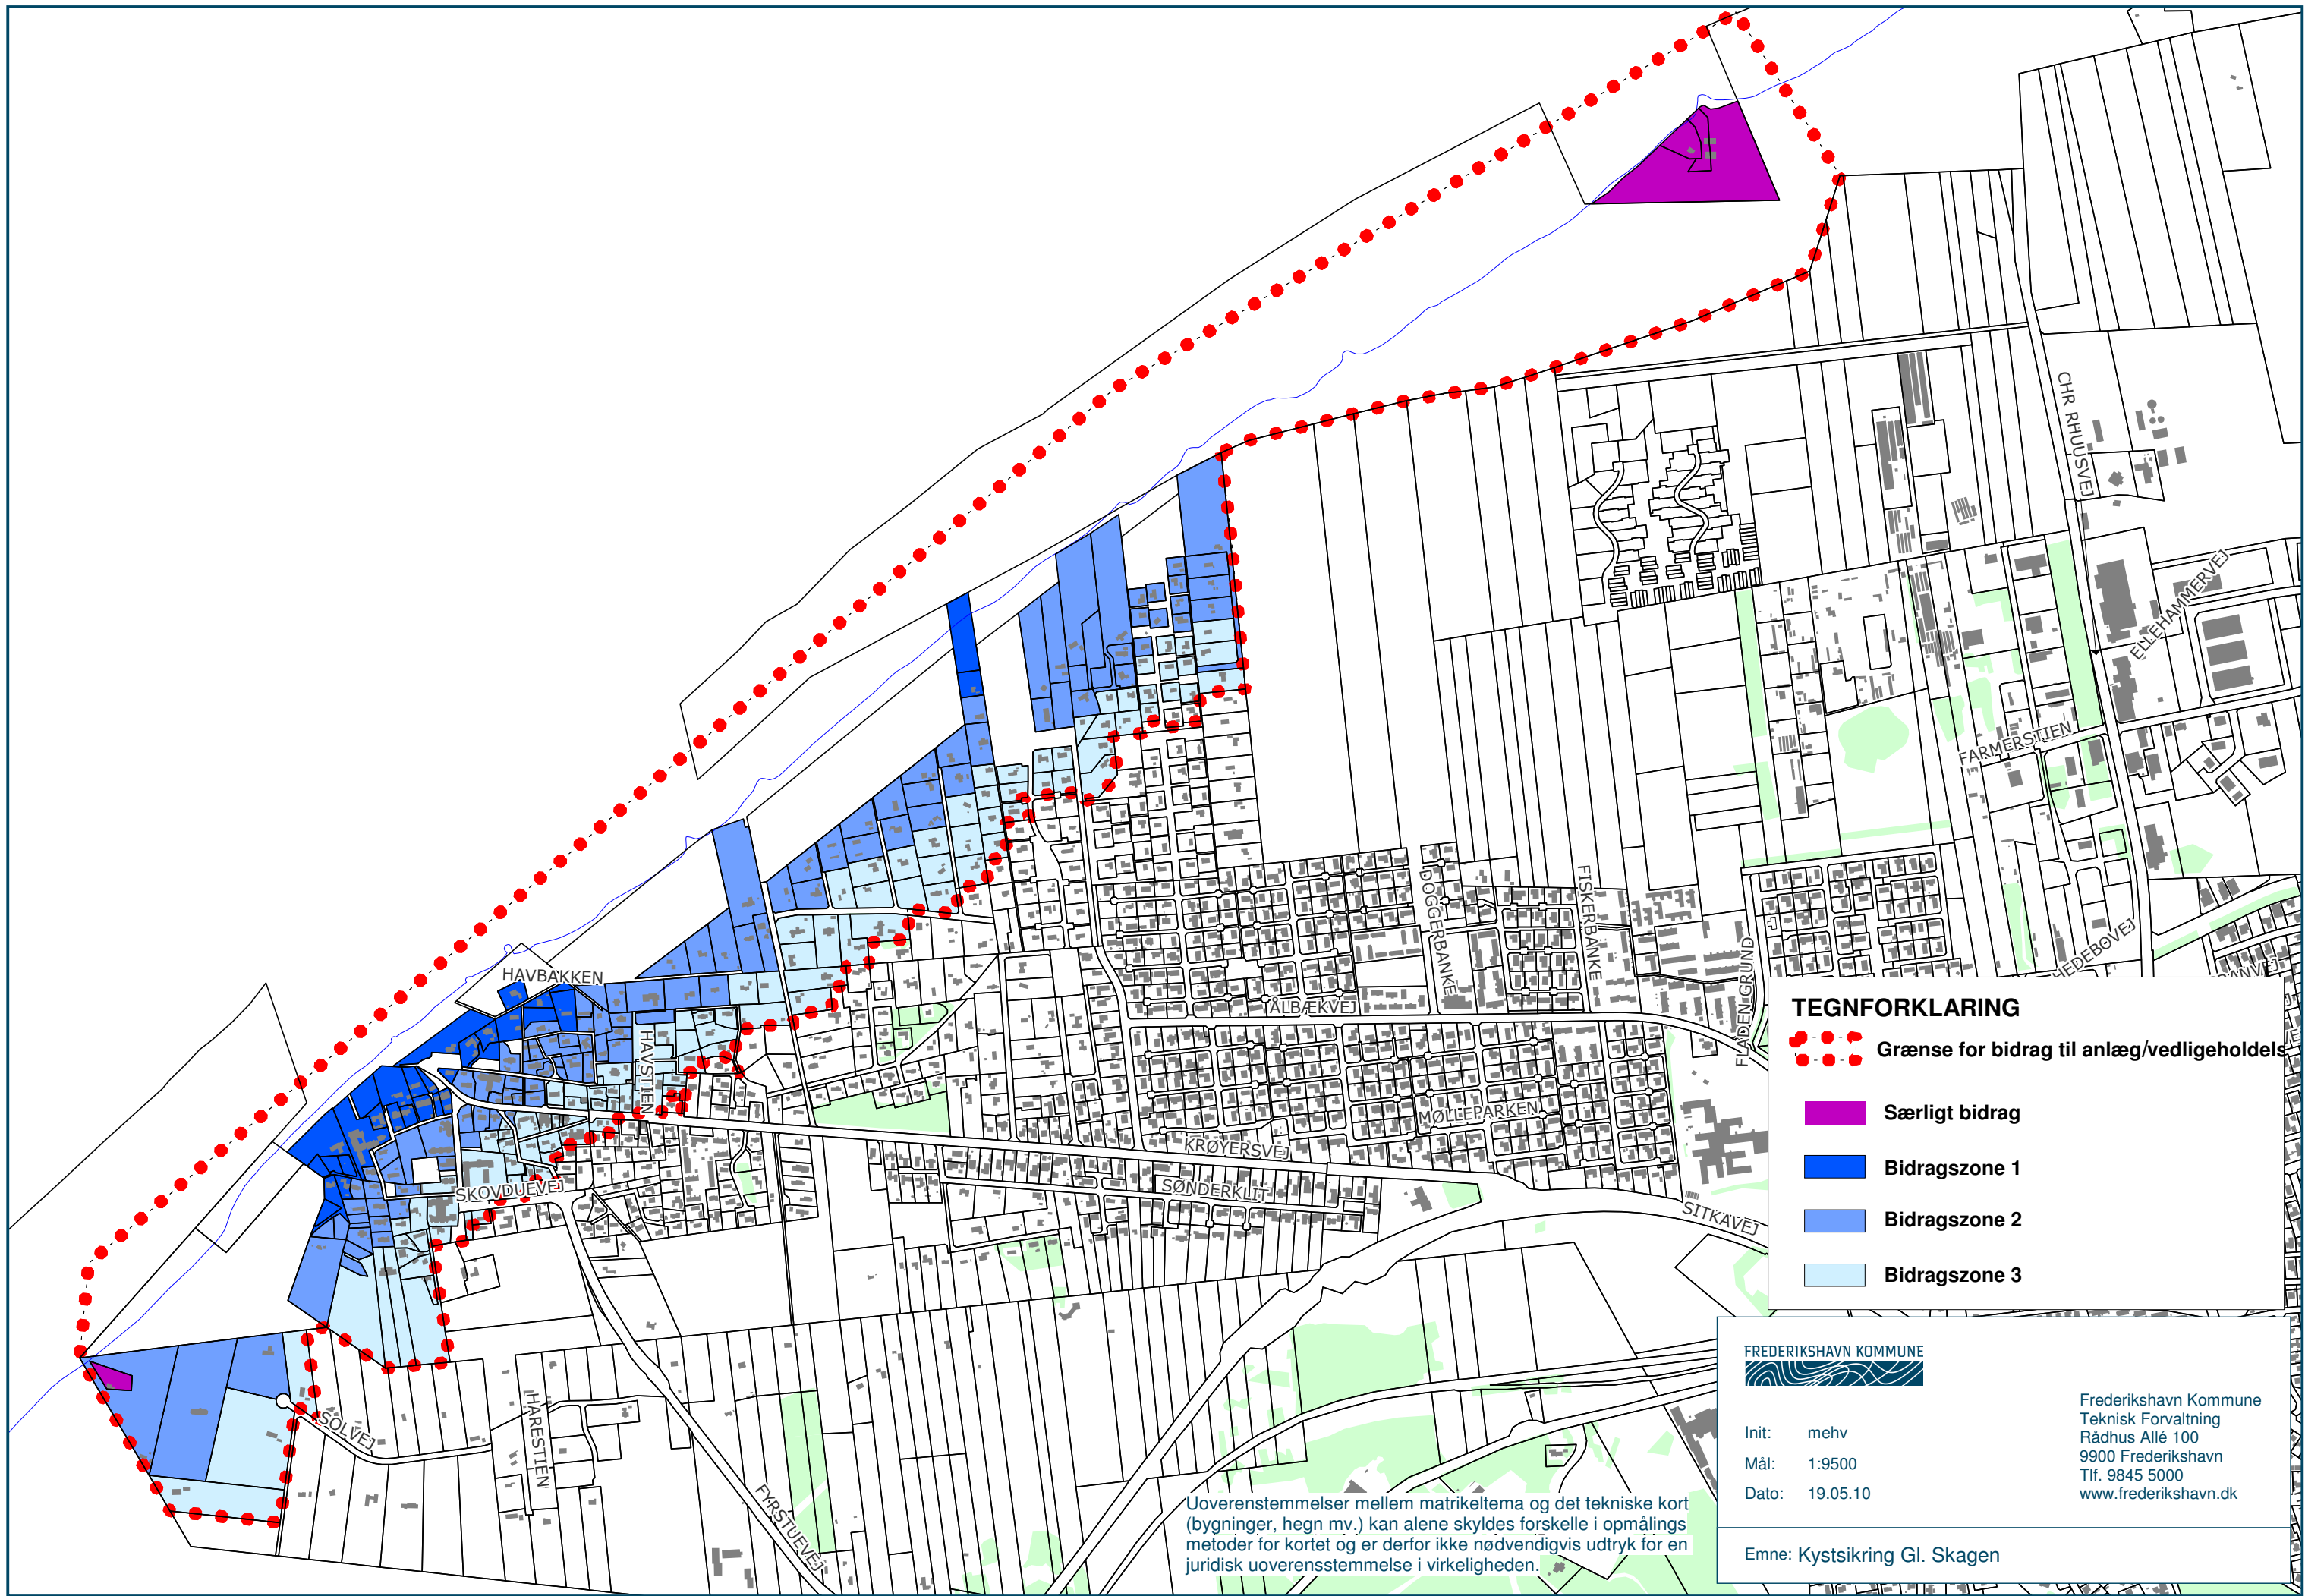 CHR RHUUSVEJ
ELLEHAMMERVEJ
FARMERSTIEN
DOGGERBANKE
FISKERBANKE
FLADEN GRUND
HEDEBOVEJ
HAVBAKKEN
HAVSTIEN
ÅLBÆKVEJ
MØLLEPARKEN
KRØYERSVEJ
SKOVDUEVEJ
SØNDERKLIT
SITKAVEJ
SOLVEJ
HARESTIEN
FYRSTUEVEJ
TEGNFORKLARING
Grænse for bidrag til anlæg/vedligeholdels
Særligt bidrag
Bidragszone 1
Bidragszone 2
Bidragszone 3
FREDERIKSHAVN KOMMUNE
Init: mehv
Mål: 1:9500
Dato: 19.05.10
Frederikshavn Kommune
Teknisk Forvaltning
Rådhus Allé 100
9900 Frederikshavn
Tlf. 9845 5000
www.frederikshavn.dk
Emne: Kystsikring Gl. Skagen
Uoverenstemmelser mellem matrikeltema og det tekniske kort
(bygninger, hegn mv.) kan alene skyldes forskelle i opmålings
metoder for kortet og er derfor ikke nødvendigvis udtryk for en
juridisk uoverensstemmelse i virkeligheden.